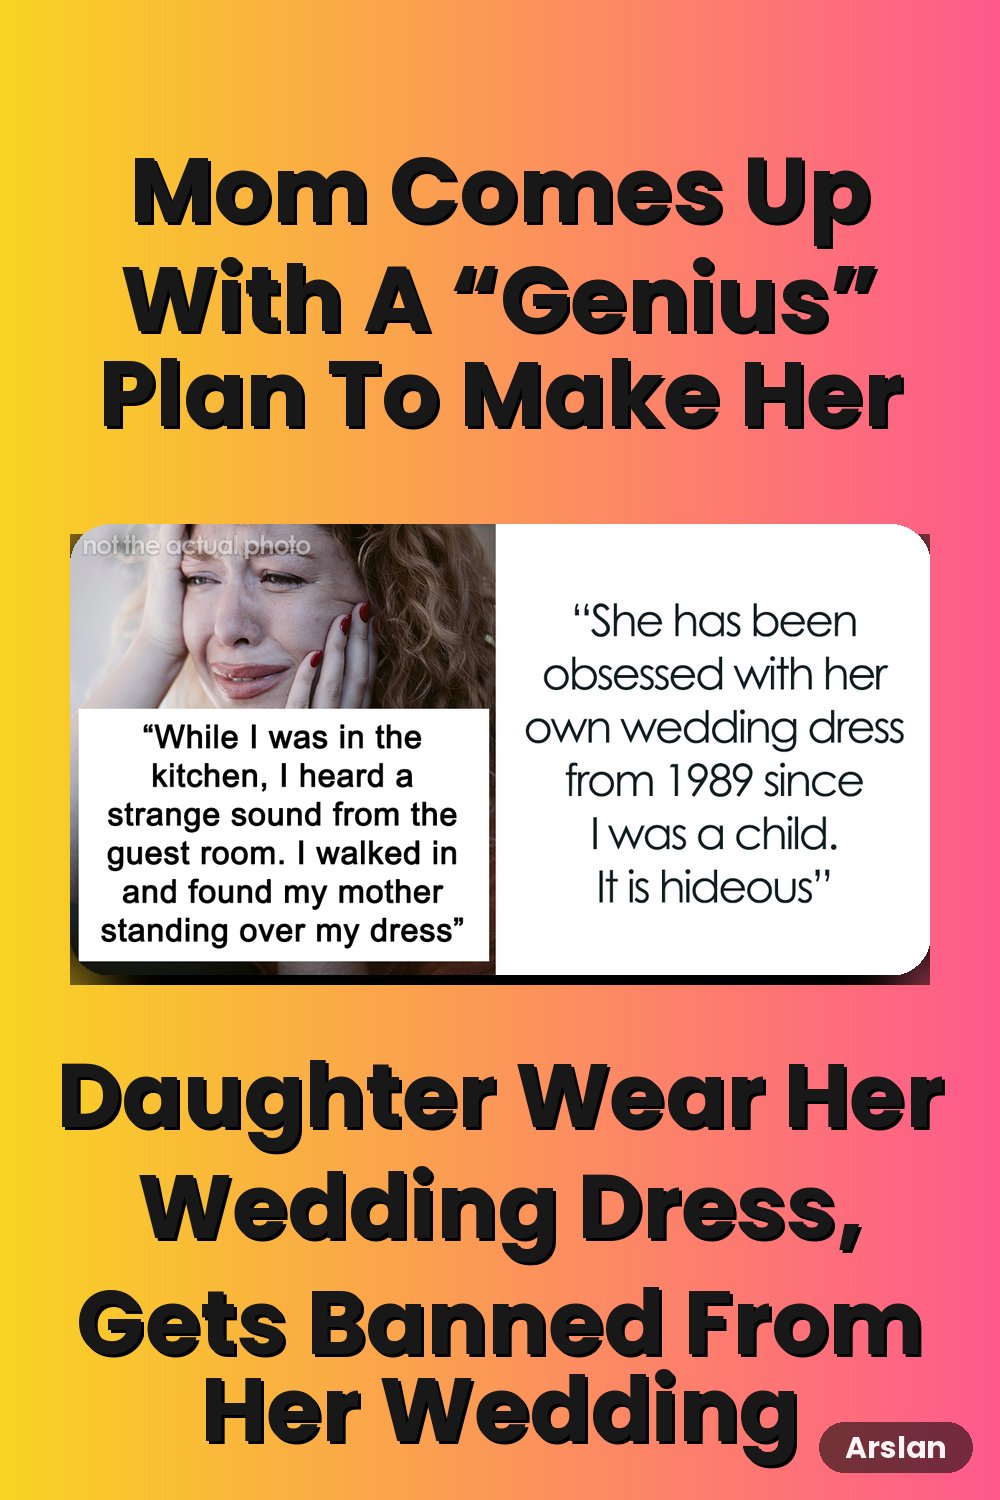 Mom Comes Up
With A “Genius”
Plan To Make Her
not the actual photo
“While I was in the
kitchen, I heard a
strange sound from the
guest room. I walked in
and found my mother
standing over my dress”
“She has been
obsessed with her
own wedding dress
from 1989 since
I was a child.
It is hideous”
Daughter Wear Her
Wedding Dress,
Gets Banned From
Her Wedding
Arslan